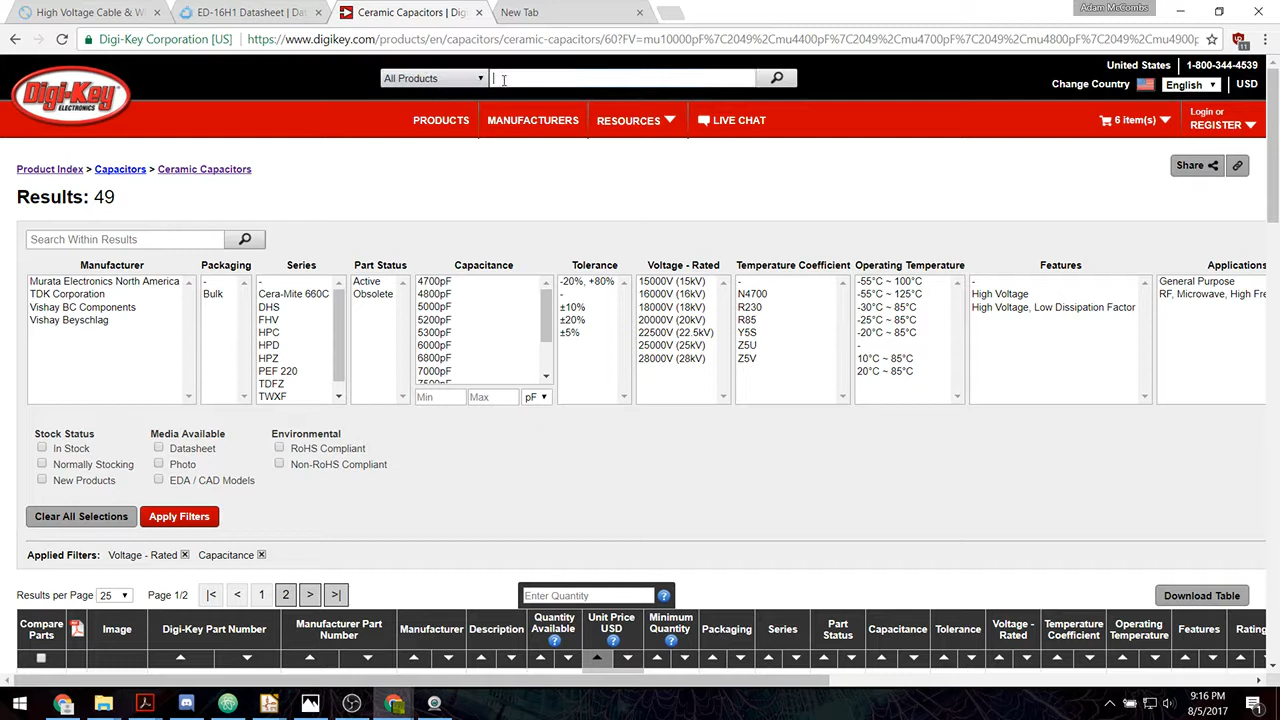 Adam McCombs
High Voltage Cable & Wi
ED-16H1 Datasheet | Dat
Ceramic Capacitors | Dig
New Tab
Digi-Key Corporation [US]
https://www.digikey.com/products/en/capacitors/ceramic-capacitors/60?FV=mu10000pF%7C2049%2Cmu4400pF%7C2049%2Cmu4700pF%7C2049%2Cmu4800pF%7C2049%2Cmu4900p
11
All Products
United States
1-800-344-4539
Change Country
English
USD
Digi-Key
ELECTRONICS
PRODUCTS
MANUFACTURERS
RESOURCES
LIVE CHAT
6 item(s)
Login or
REGISTER
Product Index > Capacitors > Ceramic Capacitors
Share
Results: 49
Search Within Results
Manufacturer
Packaging
Series
Part Status
Capacitance
Tolerance
Voltage - Rated
Temperature Coefficient
Operating Temperature
Features
Applications
Murata Electronics North America
TDK Corporation
Vishay BC Components
Vishay Beyschlag
-
Bulk
-
Cera-Mite 660C
DHS
FHV
HPC
HPD
HPZ
PEF 220
TDFZ
TWXF
Active
Obsolete
4700pF
4800pF
5000pF
5200pF
5300pF
6000pF
6800pF
7000pF
7500pF
Min
Max
pF
-20%, +80%
-
±10%
±20%
±5%
15000V (15kV)
16000V (16kV)
18000V (18kV)
20000V (20kV)
22500V (22.5kV)
25000V (25kV)
28000V (28kV)
-
N4700
R230
R85
Y5S
Z5U
Z5V
-55°C ~ 100°C
-55°C ~ 125°C
-30°C ~ 85°C
-25°C ~ 85°C
-20°C ~ 85°C
-
10°C ~ 85°C
20°C ~ 85°C
-
High Voltage
High Voltage, Low Dissipation Factor
General Purpose
RF, Microwave, High Fre
Stock Status
In Stock
Normally Stocking
New Products
Media Available
Datasheet
Photo
EDA / CAD Models
Environmental
RoHS Compliant
Non-RoHS Compliant
Clear All Selections
Apply Filters
Applied Filters: Voltage - Rated Capacitance
Results per Page 25
Page 1/2
|< < 1 2 > >|
Enter Quantity
Download Table
Compare Parts
Image
Digi-Key Part Number
Manufacturer Part Number
Manufacturer
Description
Quantity Available
Unit Price USD
Minimum Quantity
Packaging
Series
Part Status
Capacitance
Tolerance
Voltage - Rated
Temperature Coefficient
Operating Temperature
Features
Rating
9:16 PM
8/5/2017